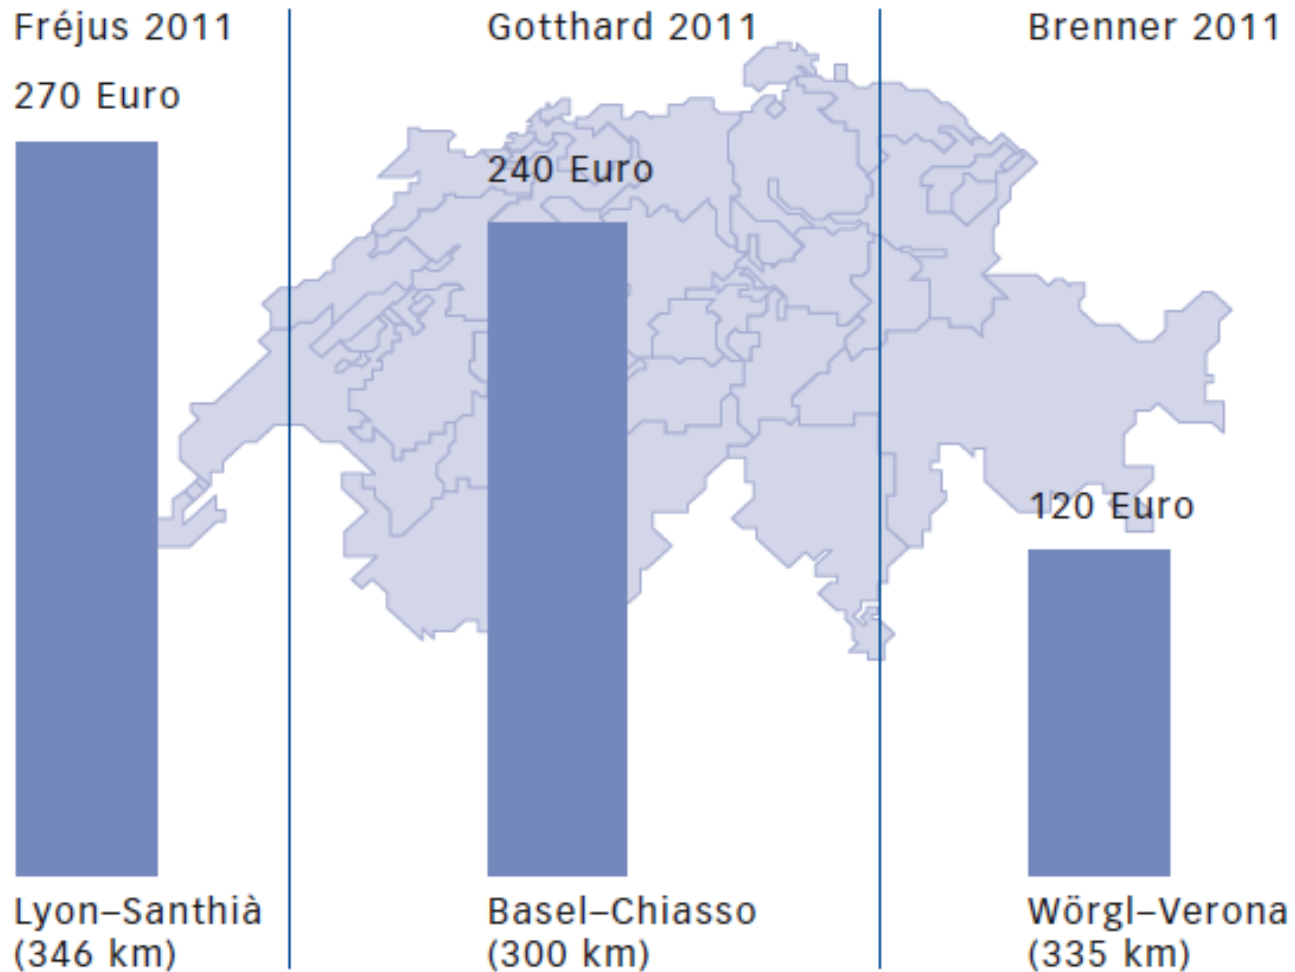 Fréjus 2011
270 Euro
Lyon–Santhià
(346 km)
Gotthard 2011
240 Euro
Basel–Chiasso
(300 km)
Brenner 2011
120 Euro
Wörgl–Verona
(335 km)